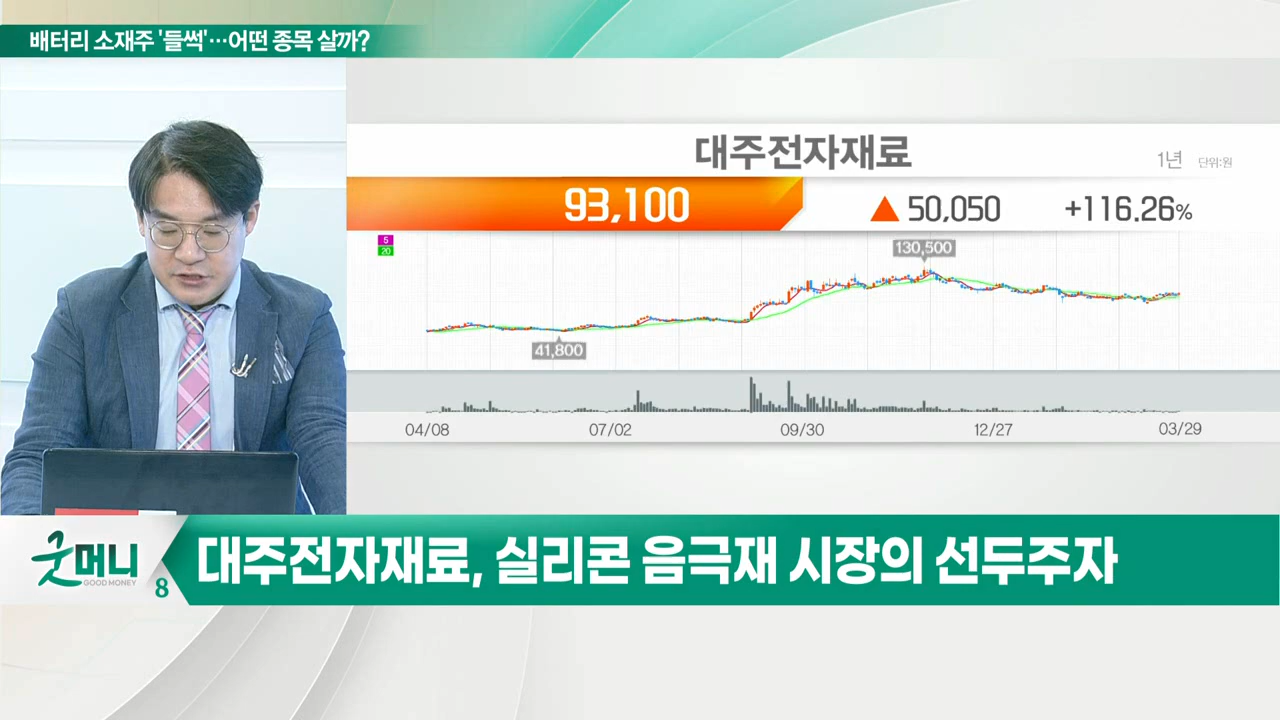 배터리 소재주 '들썩'…어떤 종목 살까?
대주전자재료
1년 단위:원
93,100 ▲ 50,050 +116.26%
5
20
130,500
41,800
04/08 07/02 09/30 12/27 03/29
굿머니
GOOD MONEY
8
대주전자재료, 실리콘 음극재 시장의 선두주자